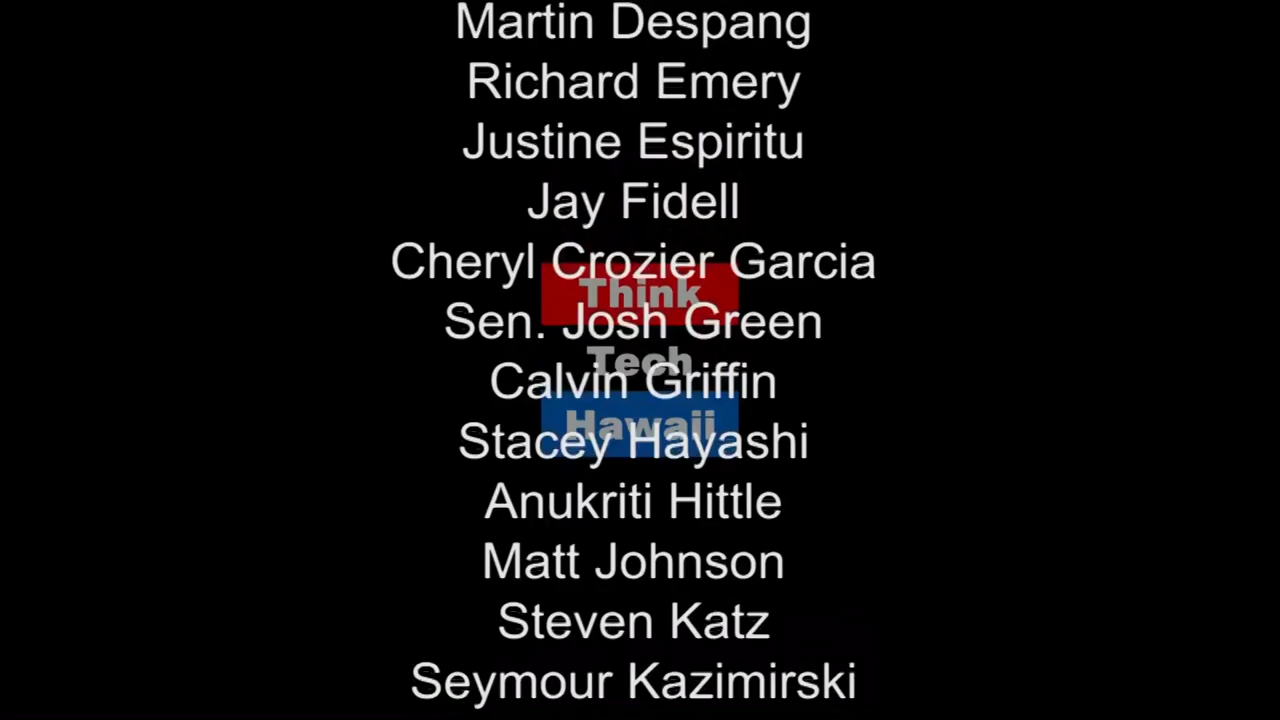 Martin Despang
Richard Emery
Justine Espiritu
Jay Fidell
Cheryl Crozier Garcia
Think
Sen. Josh Green
Tech
Calvin Griffin
Hawaii
Stacey Hayashi
Anukriti Hittle
Matt Johnson
Steven Katz
Seymour Kazimirski